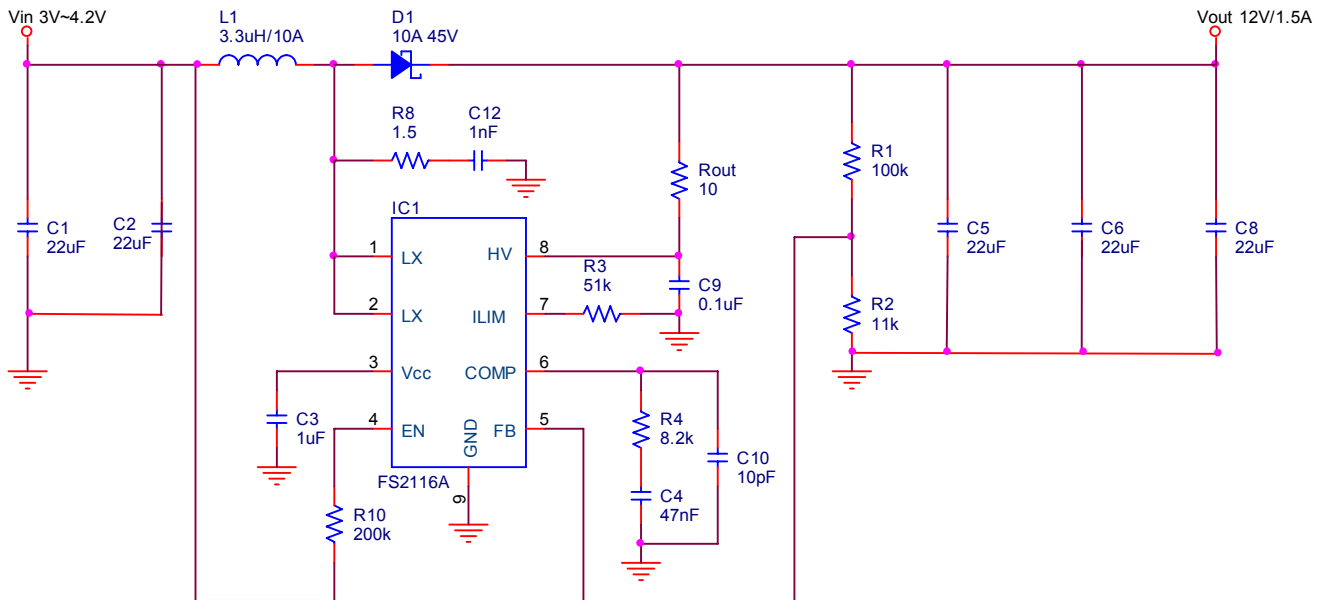 Vin 3V~4.2V
L1
3.3uH/10A
D1
10A 45V
Vout 12V/1.5A
R8
1.5
C12
1nF
Rout
10
R1
100k
C1
22uF
C2
22uF
IC1
1
LX
HV
8
2
LX
ILIM
7
3
Vcc
COMP
6
4
EN
GND
FB
5
9
FS2116A
R3
51k
C9
0.1uF
R2
11k
C5
22uF
C6
22uF
C8
22uF
C3
1uF
R4
8.2k
C10
10pF
C4
47nF
R10
200k